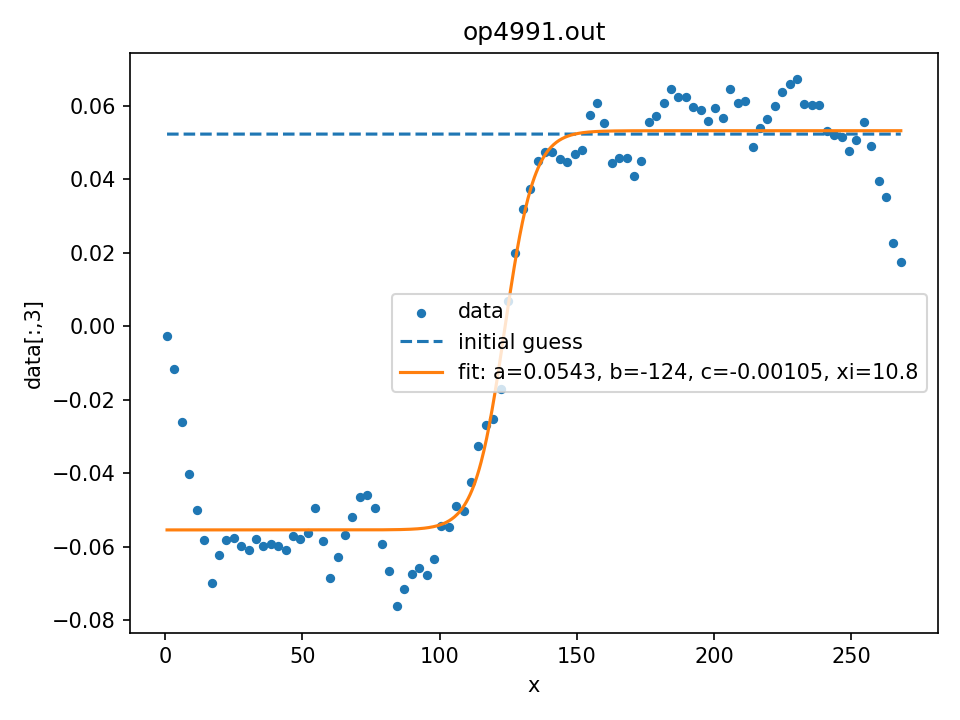 op4991.out
0.06
0.04
0.02
0.00
−0.02
−0.04
−0.06
−0.08
data[:,3]
data
initial guess
fit: a=0.0543, b=-124, c=-0.00105, xi=10.8
0 50 100 150 200 250
x